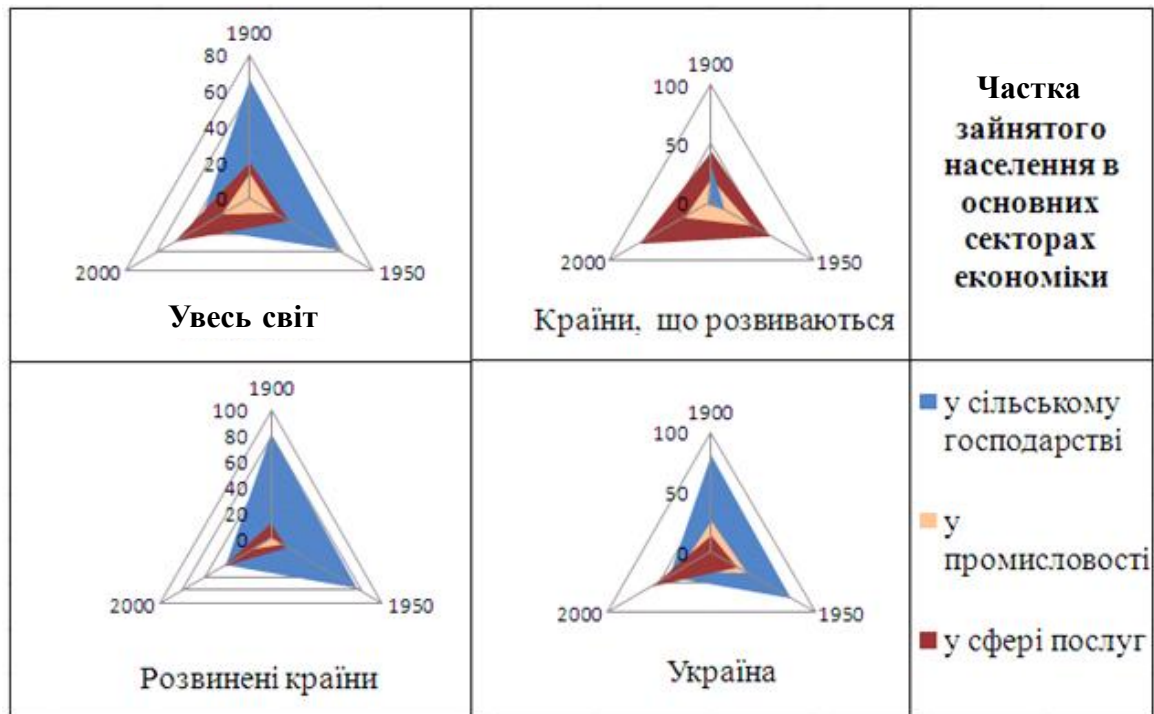 1900
80
60
40
20
0
2000
1950
Увесь світ
1900
100
50
0
2000
1950
Країни, що розвиваються
Частка
зайнятого
населення в
основних
секторах
економіки
1900
100
80
60
40
20
0
2000
1950
Розвинені країни
1900
100
50
0
2000
1950
Україна
у сільському
господарстві
у
промисловості
у сфері послуг